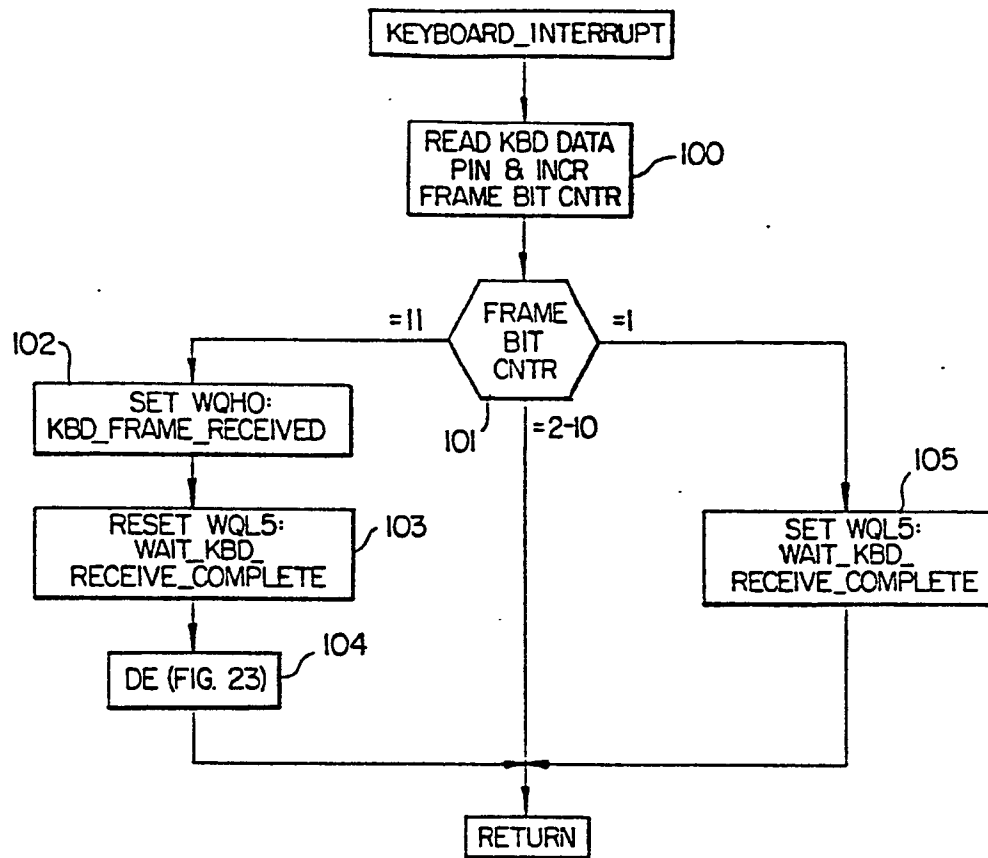 KEYBOARD_INTERRUPT
READ KBD DATA
PIN & INCR
FRAME BIT CNTR
100
FRAME
BIT
CNTR
=11
=1
=2-10
101
102
SET WQH0:
KBD_FRAME_RECEIVED
RESET WQL5:
WAIT_KBD_
RECEIVE_COMPLETE
103
DE (FIG. 23)
104
105
SET WQL5:
WAIT_KBD_
RECEIVE_COMPLETE
RETURN